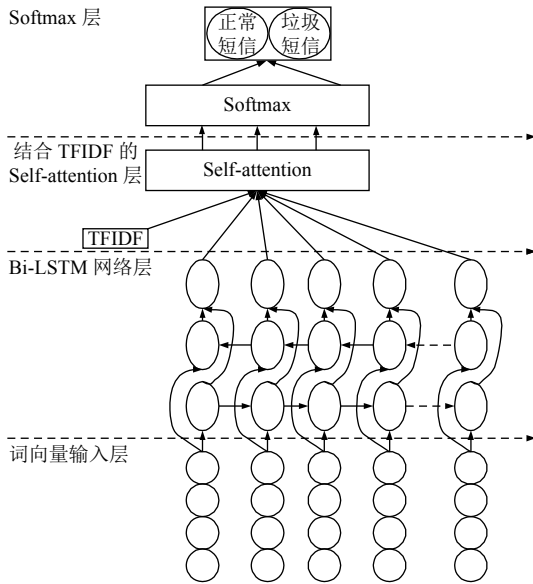 Softmax 层
正常
短信
垃圾
短信
Softmax
结合 TFIDF 的
Self-attention 层
Self-attention
TFIDF
Bi-LSTM 网络层
词向量输入层